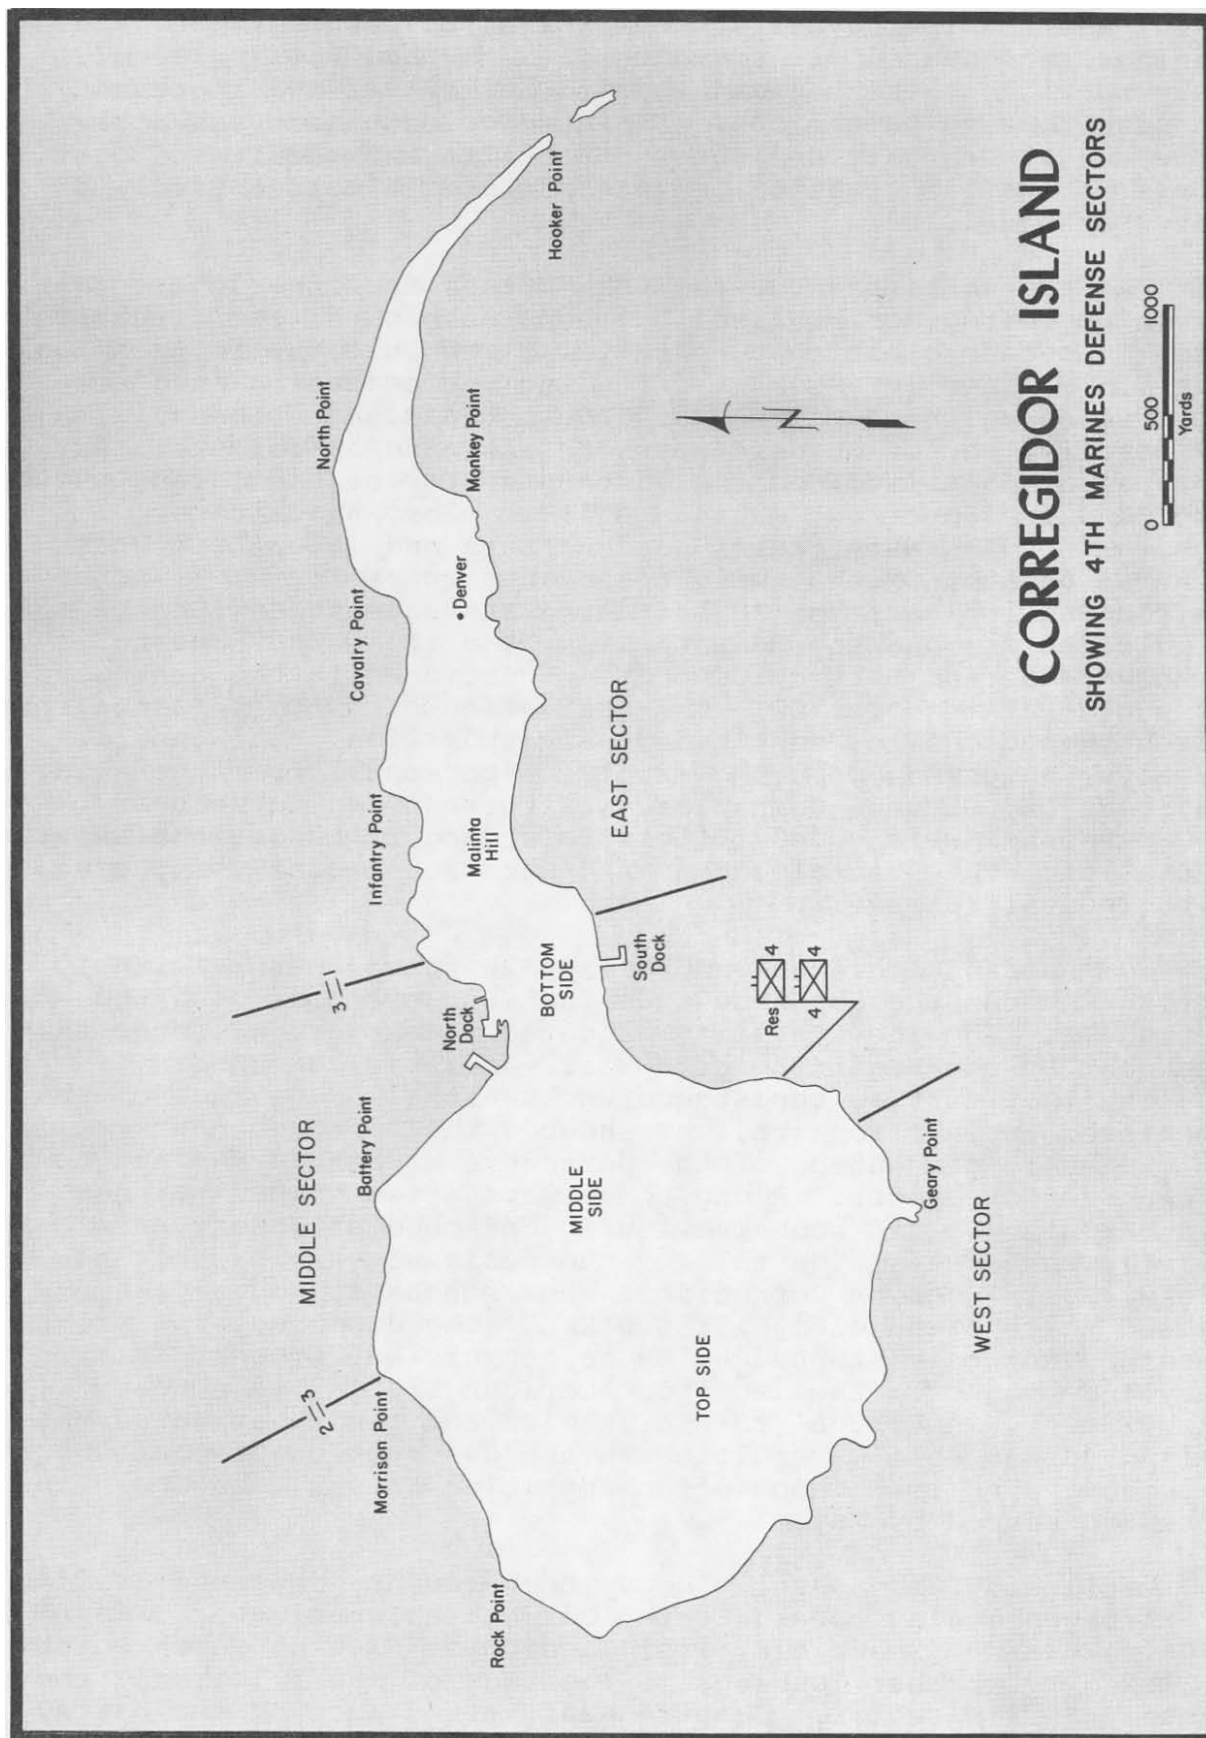 CORREGIDOR ISLAND
SHOWING 4TH MARINES DEFENSE SECTORS
0 500 1000
Yards
N
Rock Point
Morrison Point
2 3
MIDDLE SECTOR
Battery Point
North
Dock
3 1
Infantry Point
Cavalry Point
North Point
Hooker Point
Monkey Point
Denver
Malinta
Hill
EAST SECTOR
BOTTOM
SIDE
South
Dock
MIDDLE
SIDE
TOP SIDE
Res 4
4 4
Geary Point
WEST SECTOR